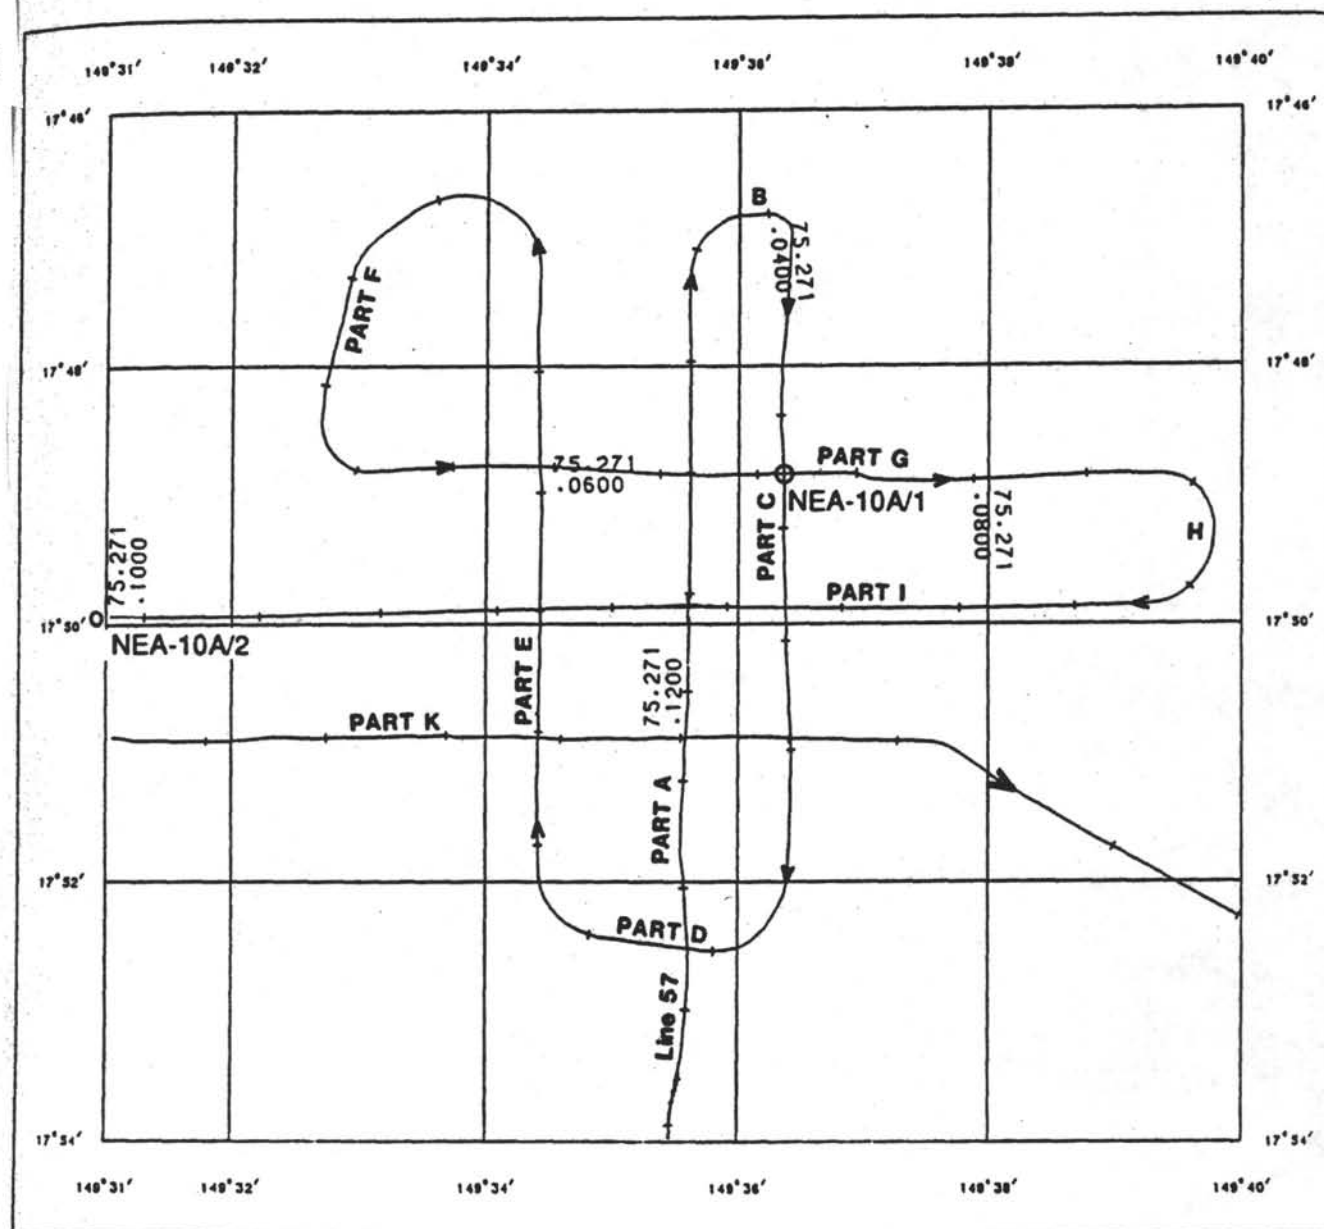 149°31′ 149°32′ 149°34′ 149°36′ 149°38′ 149°40′
17°46′ 17°46′
B
75.271
.0400
PART F
17°48′ 17°48′
PART G
75.271
.0600
NEA-10A/1
PART C
75.271
.0800
H
75.271
.1000
PART I
17°50′ 17°50′
NEA-10A/2
PART E
75.271
.1200
PART K
PART A
17°52′ 17°52′
PART D
Line 57
17°54′ 17°54′
149°31′ 149°32′ 149°34′ 149°36′ 149°38′ 149°40′